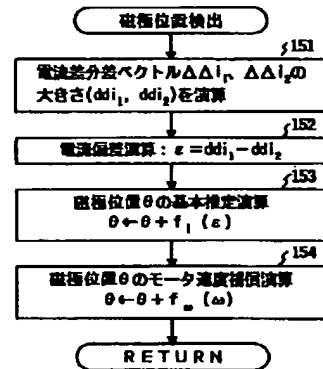 磁極位置検出
151
電流差分差ベクトルΔΔi₁、ΔΔi₂の
大きさ(ddi₁, ddi₂)を演算
152
電流偏差演算：ε=ddi₁−ddi₂
153
磁極位置θの基本推定演算
θ←θ+f₁(ε)
154
磁極位置θのモータ速度補償演算
θ←θ+fω(ω)
RETURN